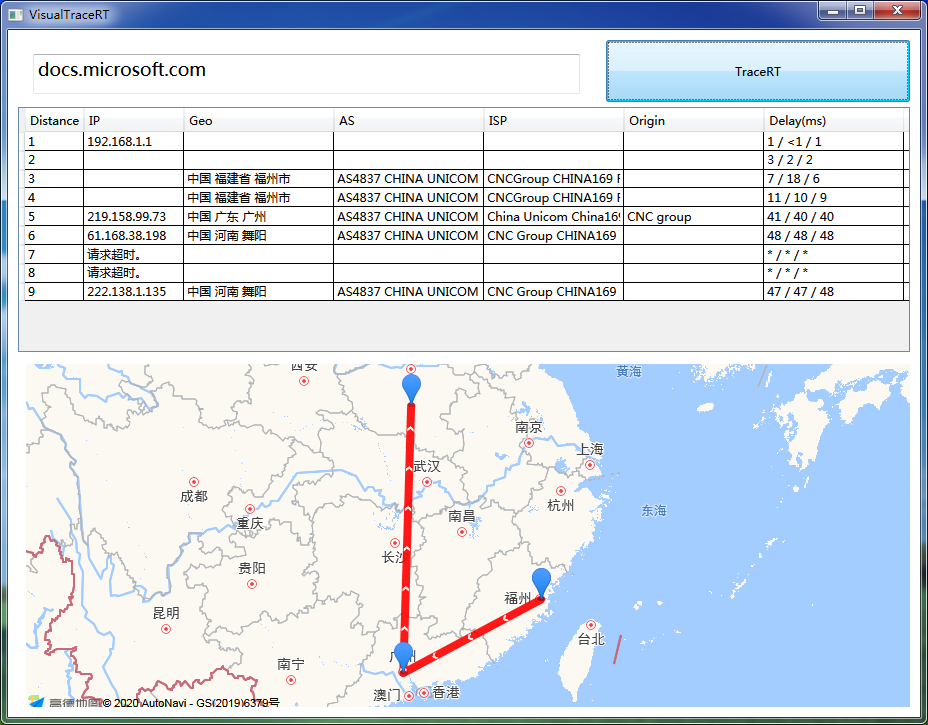 VisualTraceRT
docs.microsoft.com
TraceRT
Distance IP Geo AS ISP Origin Delay(ms)
1 192.168.1.1 1 / <1 / 1
2 3 / 2 / 2
3 中国 福建省 福州市 AS4837 CHINA UNICOM CNCGroup CHINA169 7 / 18 / 6
4 中国 福建省 福州市 AS4837 CHINA UNICOM CNCGroup CHINA169 11 / 10 / 9
5 219.158.99.73 中国 广东 广州 AS4837 CHINA UNICOM China Unicom China169 CNC group 41 / 40 / 40
6 61.168.38.198 中国 河南 舞阳 AS4837 CHINA UNICOM CNC Group CHINA169 48 / 48 / 48
7 请求超时。 * / * / *
8 请求超时。 * / * / *
9 222.138.1.135 中国 河南 舞阳 AS4837 CHINA UNICOM CNC Group CHINA169 47 / 47 / 48
西安
黄海
南京
上海
武汉
成都
杭州
重庆
南昌
东海
长沙
贵阳
福州
昆明
台北
广州
南宁
澳门
香港
高德地图 © 2020 AutoNavi - GS(2019)6379号